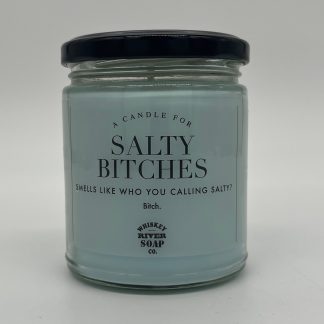 A CANDLE FOR
SALTY
BITCHES
SMELLS LIKE WHO YOU CALLING SALTY?
Bitch.
WHISKEY
RIVER
SOAP
CO.